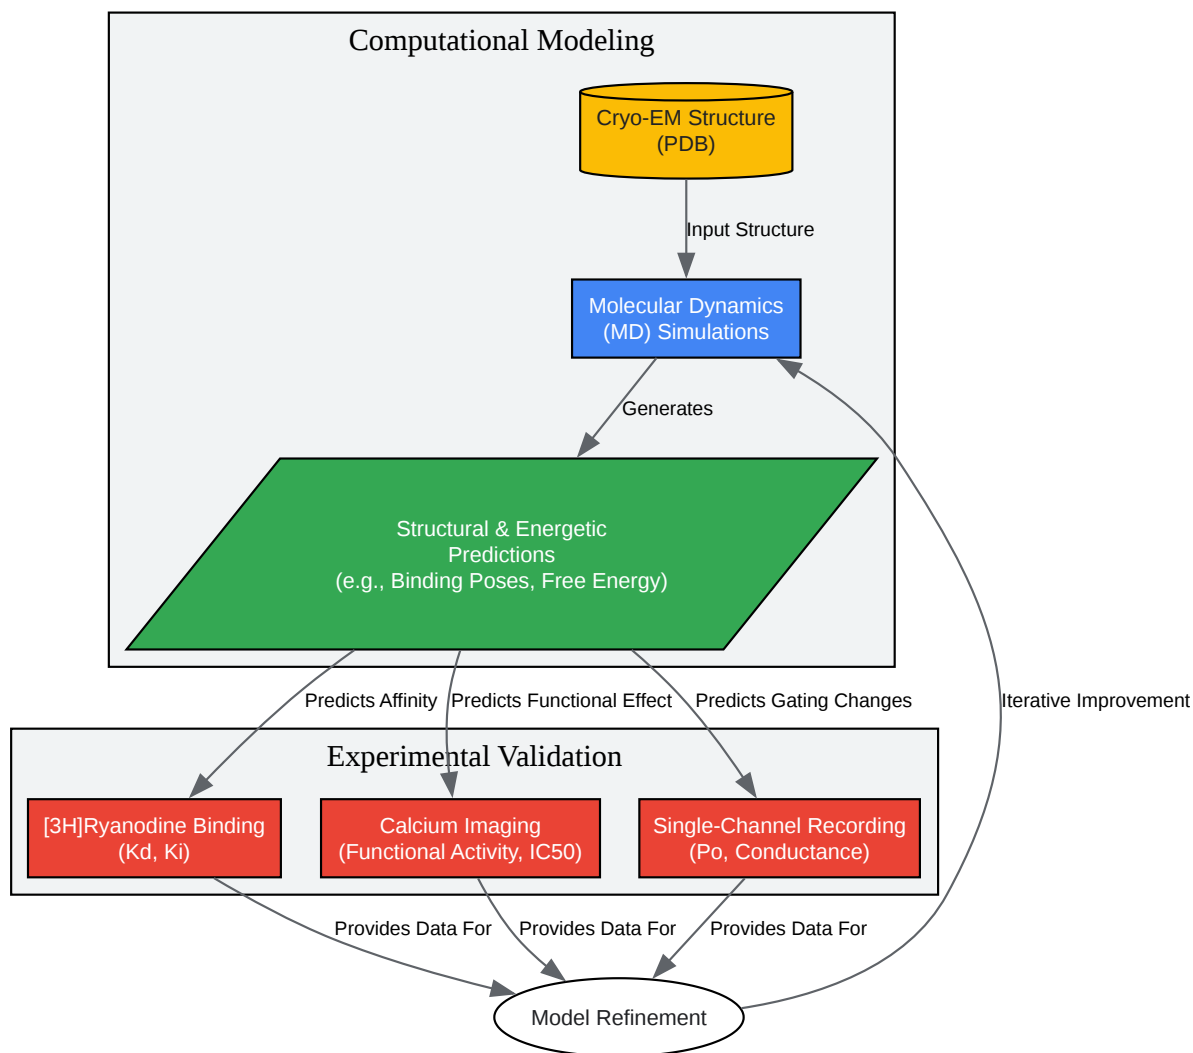 Computational Modeling
Cryo-EM Structure
(PDB)
Input Structure
Molecular Dynamics
(MD) Simulations
Generates
Structural & Energetic
Predictions
(e.g., Binding Poses, Free Energy)
Predicts Affinity
Predicts Functional Effect
Predicts Gating Changes
Iterative Improvement
Experimental Validation
[3H]Ryanodine Binding
(Kd, Ki)
Calcium Imaging
(Functional Activity, IC50)
Single-Channel Recording
(Po, Conductance)
Provides Data For
Provides Data For
Provides Data For
Model Refinement